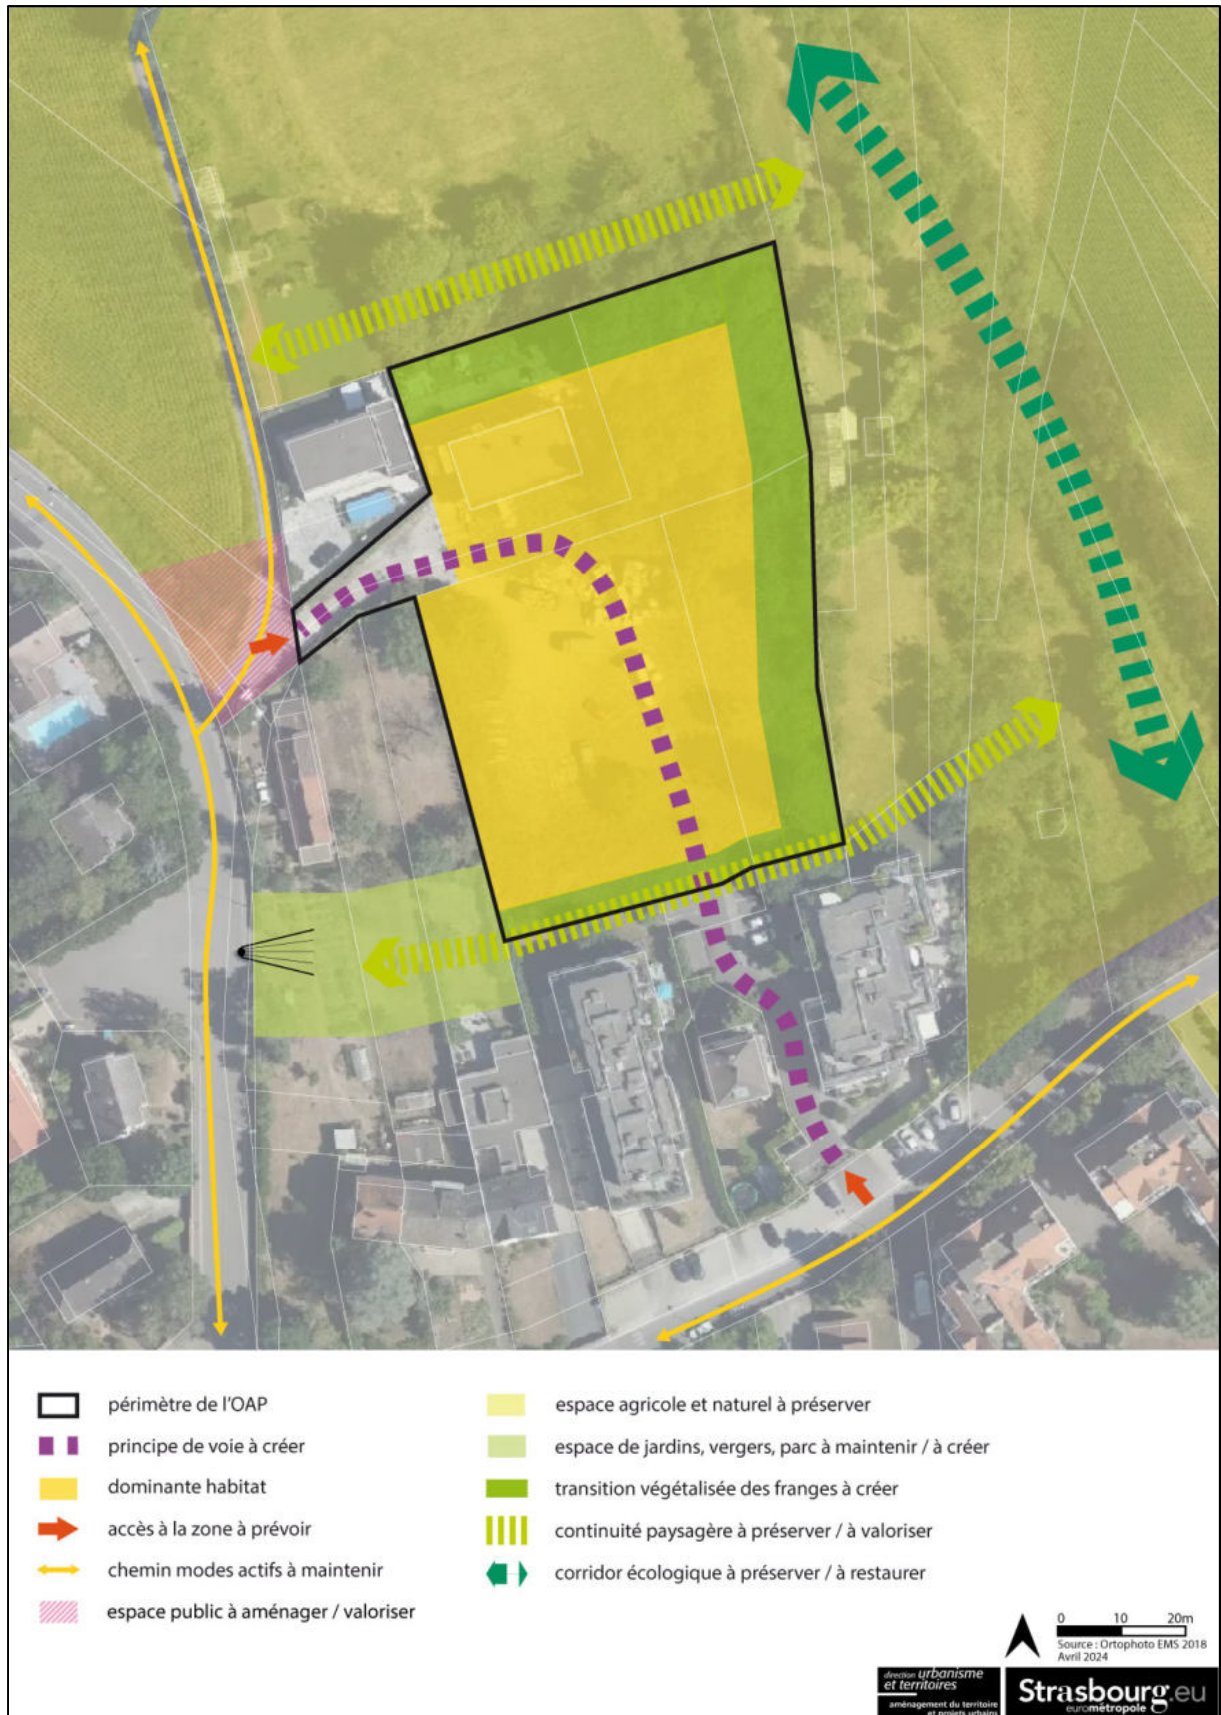 périmètre de l'OAP
principe de voie à créer
dominante habitat
accès à la zone à prévoir
chemin modes actifs à maintenir
espace public à aménager / valoriser
espace agricole et naturel à préserver
espace de jardins, vergers, parc à maintenir / à créer
transition végétalisée des franges à créer
continuité paysagère à préserver / à valoriser
corridor écologique à préserver / à restaurer
0 10 20m
Source : Ortophoto EMS 2018
Avril 2024
direction urbanisme
et territoires
aménagement du territoire
et projets urbains
Strasbourg.eu
eurométropole